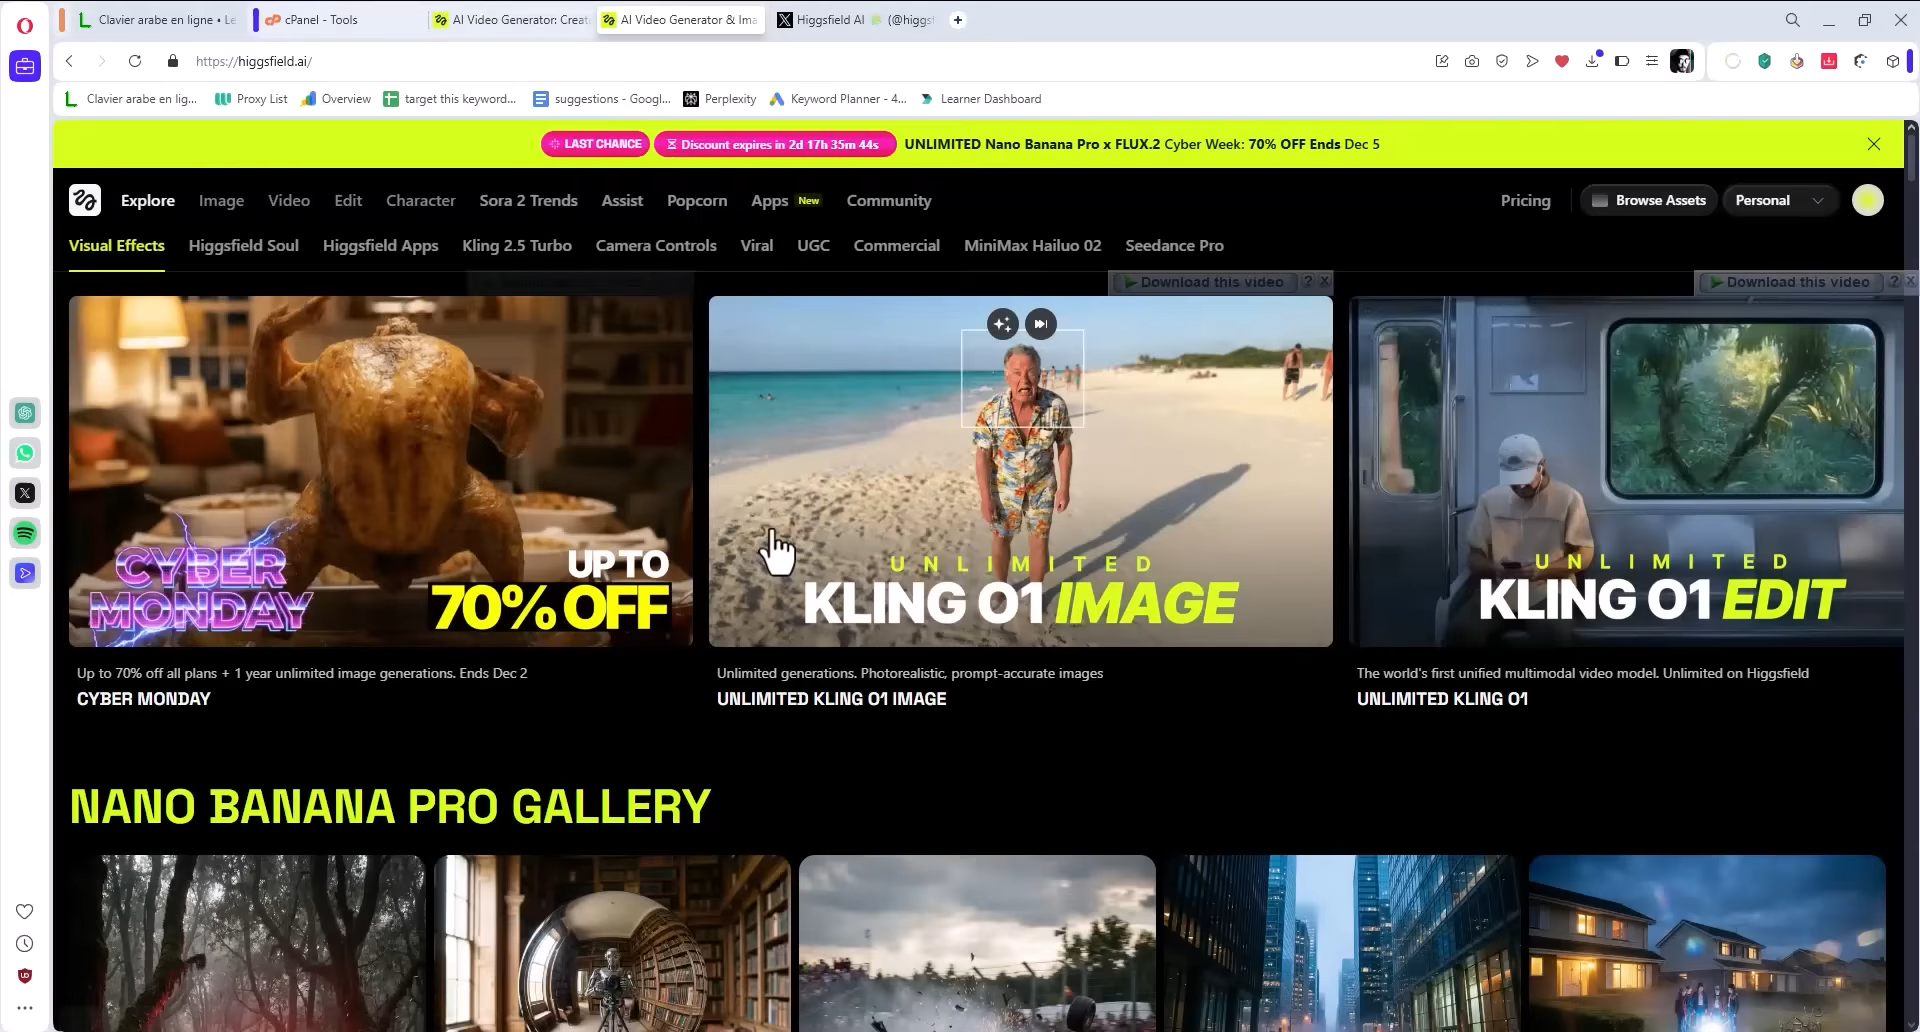 Clavier arabe en ligne • Le
cPanel - Tools
AI Video Generator: Creat
AI Video Generator & Ima
Higgsfield AI (@higgsf
https://higgsfield.ai/
Clavier arabe en lig...
Proxy List
Overview
target this keyword...
suggestions - Googl...
Perplexity
Keyword Planner - 4...
Learner Dashboard
LAST CHANCE
Discount expires in 2d 17h 35m 44s
UNLIMITED Nano Banana Pro x FLUX.2 Cyber Week: 70% OFF Ends Dec 5
Explore
Image
Video
Edit
Character
Sora 2 Trends
Assist
Popcorn
Apps New
Community
Pricing
Browse Assets
Personal
Visual Effects
Higgsfield Soul
Higgsfield Apps
Kling 2.5 Turbo
Camera Controls
Viral
UGC
Commercial
MiniMax Hailuo 02
Seedance Pro
Download this video ? X
Download this video ? X
CYBER
MONDAY
UP TO
70% OFF
UNLIMITED
KLING O1 IMAGE
UNLIMITED
KLING O1 EDIT
Up to 70% off all plans + 1 year unlimited image generations. Ends Dec 2
CYBER MONDAY
Unlimited generations. Photorealistic, prompt-accurate images
UNLIMITED KLING O1 IMAGE
The world's first unified multimodal video model. Unlimited on Higgsfield
UNLIMITED KLING O1
NANO BANANA PRO GALLERY